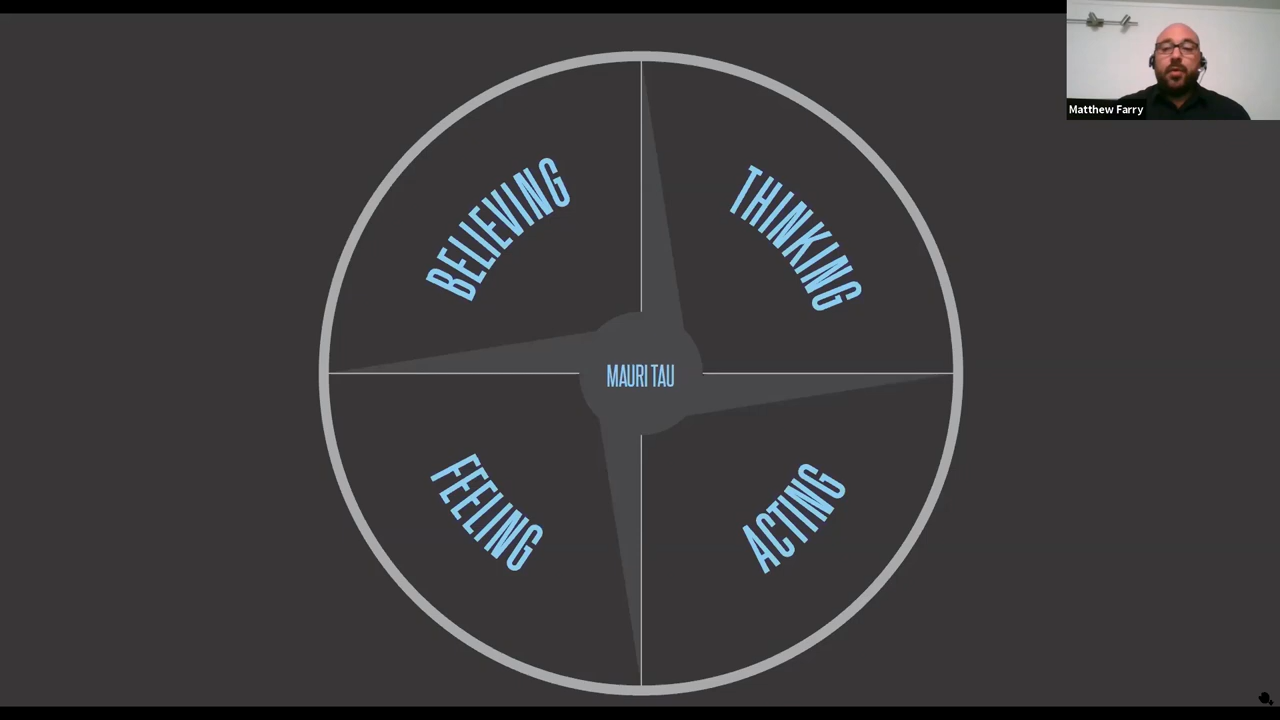 Matthew Farry
BELIEVING
THINKING
MAURI TAU
FEELING
ACTING